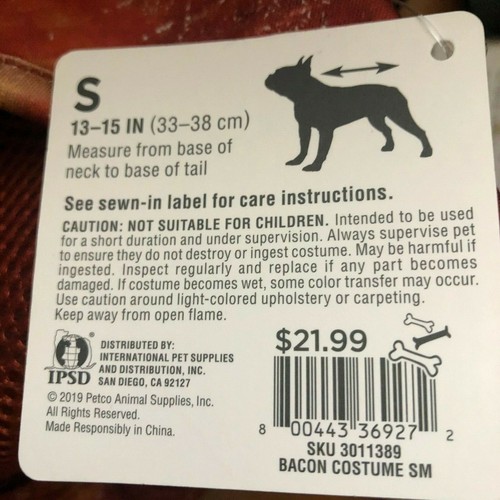 S
13–15 IN (33–38 cm)
Measure from base of
neck to base of tail
See sewn-in label for care instructions.
CAUTION: NOT SUITABLE FOR CHILDREN. Intended to be used
for a short duration and under supervision. Always supervise pet
to ensure they do not destroy or ingest costume. May be harmful if
ingested. Inspect regularly and replace if any part becomes
damaged. If costume becomes wet, some color transfer may occur.
Use caution around light-colored upholstery or carpeting.
Keep away from open flame.
IPSD®
DISTRIBUTED BY:
INTERNATIONAL PET SUPPLIES
AND DISTRIBUTION, INC.
SAN DIEGO, CA 92127
© 2019 Petco Animal Supplies, Inc.
All Rights Reserved.
Made Responsibly in China.
$21.99
8 00443 36927 2
SKU 3011389
BACON COSTUME SM